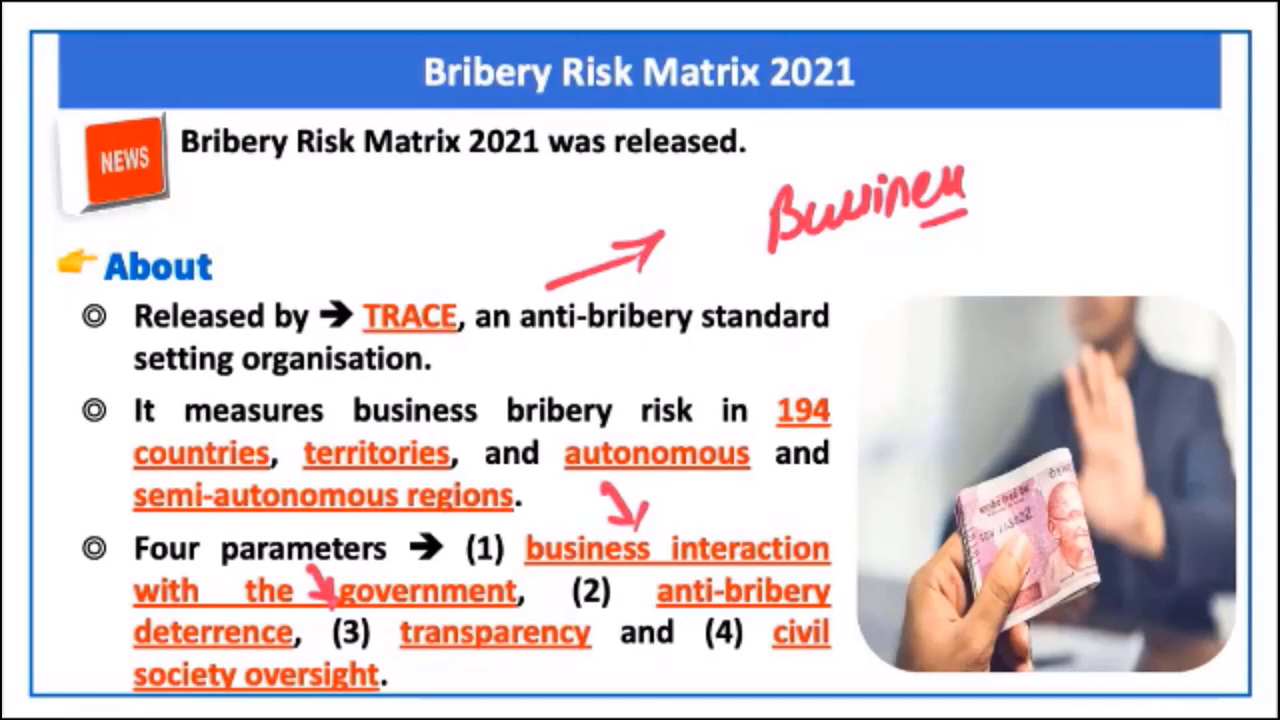 Bribery Risk Matrix 2021
NEWS
Bribery Risk Matrix 2021 was released.
Business
👉 About
◎ Released by ➔ TRACE, an anti-bribery standard
setting organisation.
◎ It measures business bribery risk in 194
countries, territories, and autonomous and
semi-autonomous regions.
◎ Four parameters ➔ (1) business interaction
with the government, (2) anti-bribery
deterrence, (3) transparency and (4) civil
society oversight.